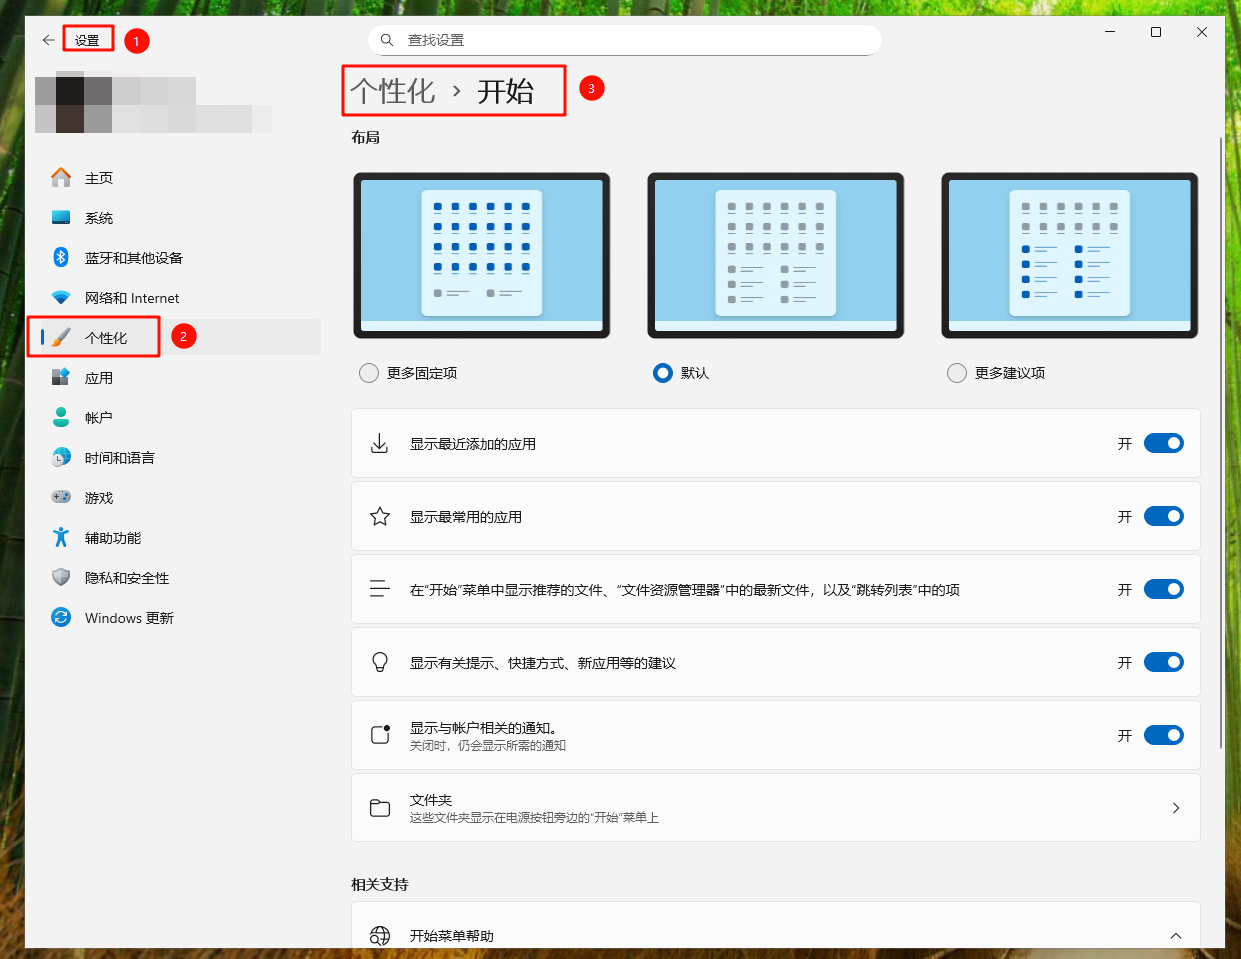 设置
1
查找设置
个性化 › 开始
3
布局
主页
系统
蓝牙和其他设备
网络和 Internet
个性化
2
应用
帐户
时间和语言
游戏
辅助功能
隐私和安全性
Windows 更新
更多固定项
默认
更多建议项
显示最近添加的应用
开
显示最常用的应用
开
在“开始”菜单中显示推荐的文件、“文件资源管理器”中的最新文件，以及“跳转列表”中的项
开
显示有关提示、快捷方式、新应用等的建议
开
显示与帐户相关的通知。
关闭时，仍会显示所需的通知
开
文件夹
这些文件夹显示在电源按钮旁边的“开始”菜单上
相关支持
开始菜单帮助